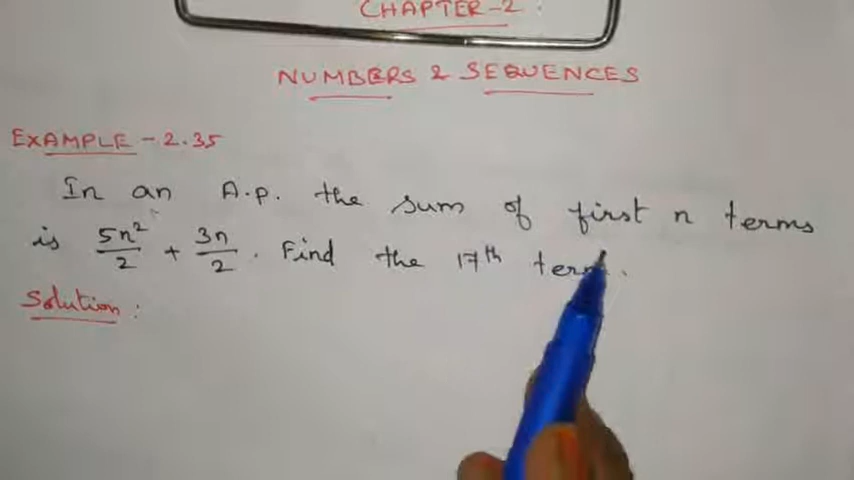 CHAPTER-2
NUMBERS & SEQUENCES
EXAMPLE - 2.35
In an A.P. the sum of first n terms
is 5n²/2 + 3n/2 . Find the 17th term.
Solution :